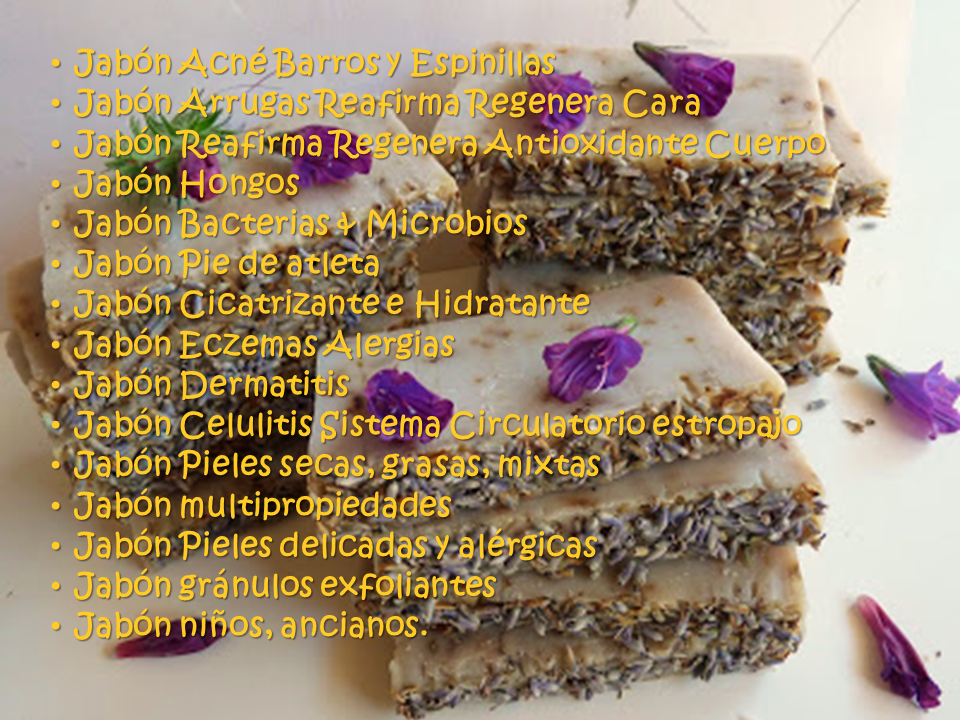 • Jabón Acné Barros y Espinillas
• Jabón Arrugas Reafirma Regenera Cara
• Jabón Reafirma Regenera Antioxidante Cuerpo
• Jabón Hongos
• Jabón Bacterias & Microbios
• Jabón Pie de atleta
• Jabón Cicatrizante e Hidratante
• Jabón Eczemas Alergias
• Jabón Dermatitis
• Jabón Celulitis Sistema Circulatorio estropajo
• Jabón Pieles secas, grasas, mixtas
• Jabón multipropiedades
• Jabón Pieles delicadas y alérgicas
• Jabón gránulos exfoliantes
• Jabón niños, ancianos.